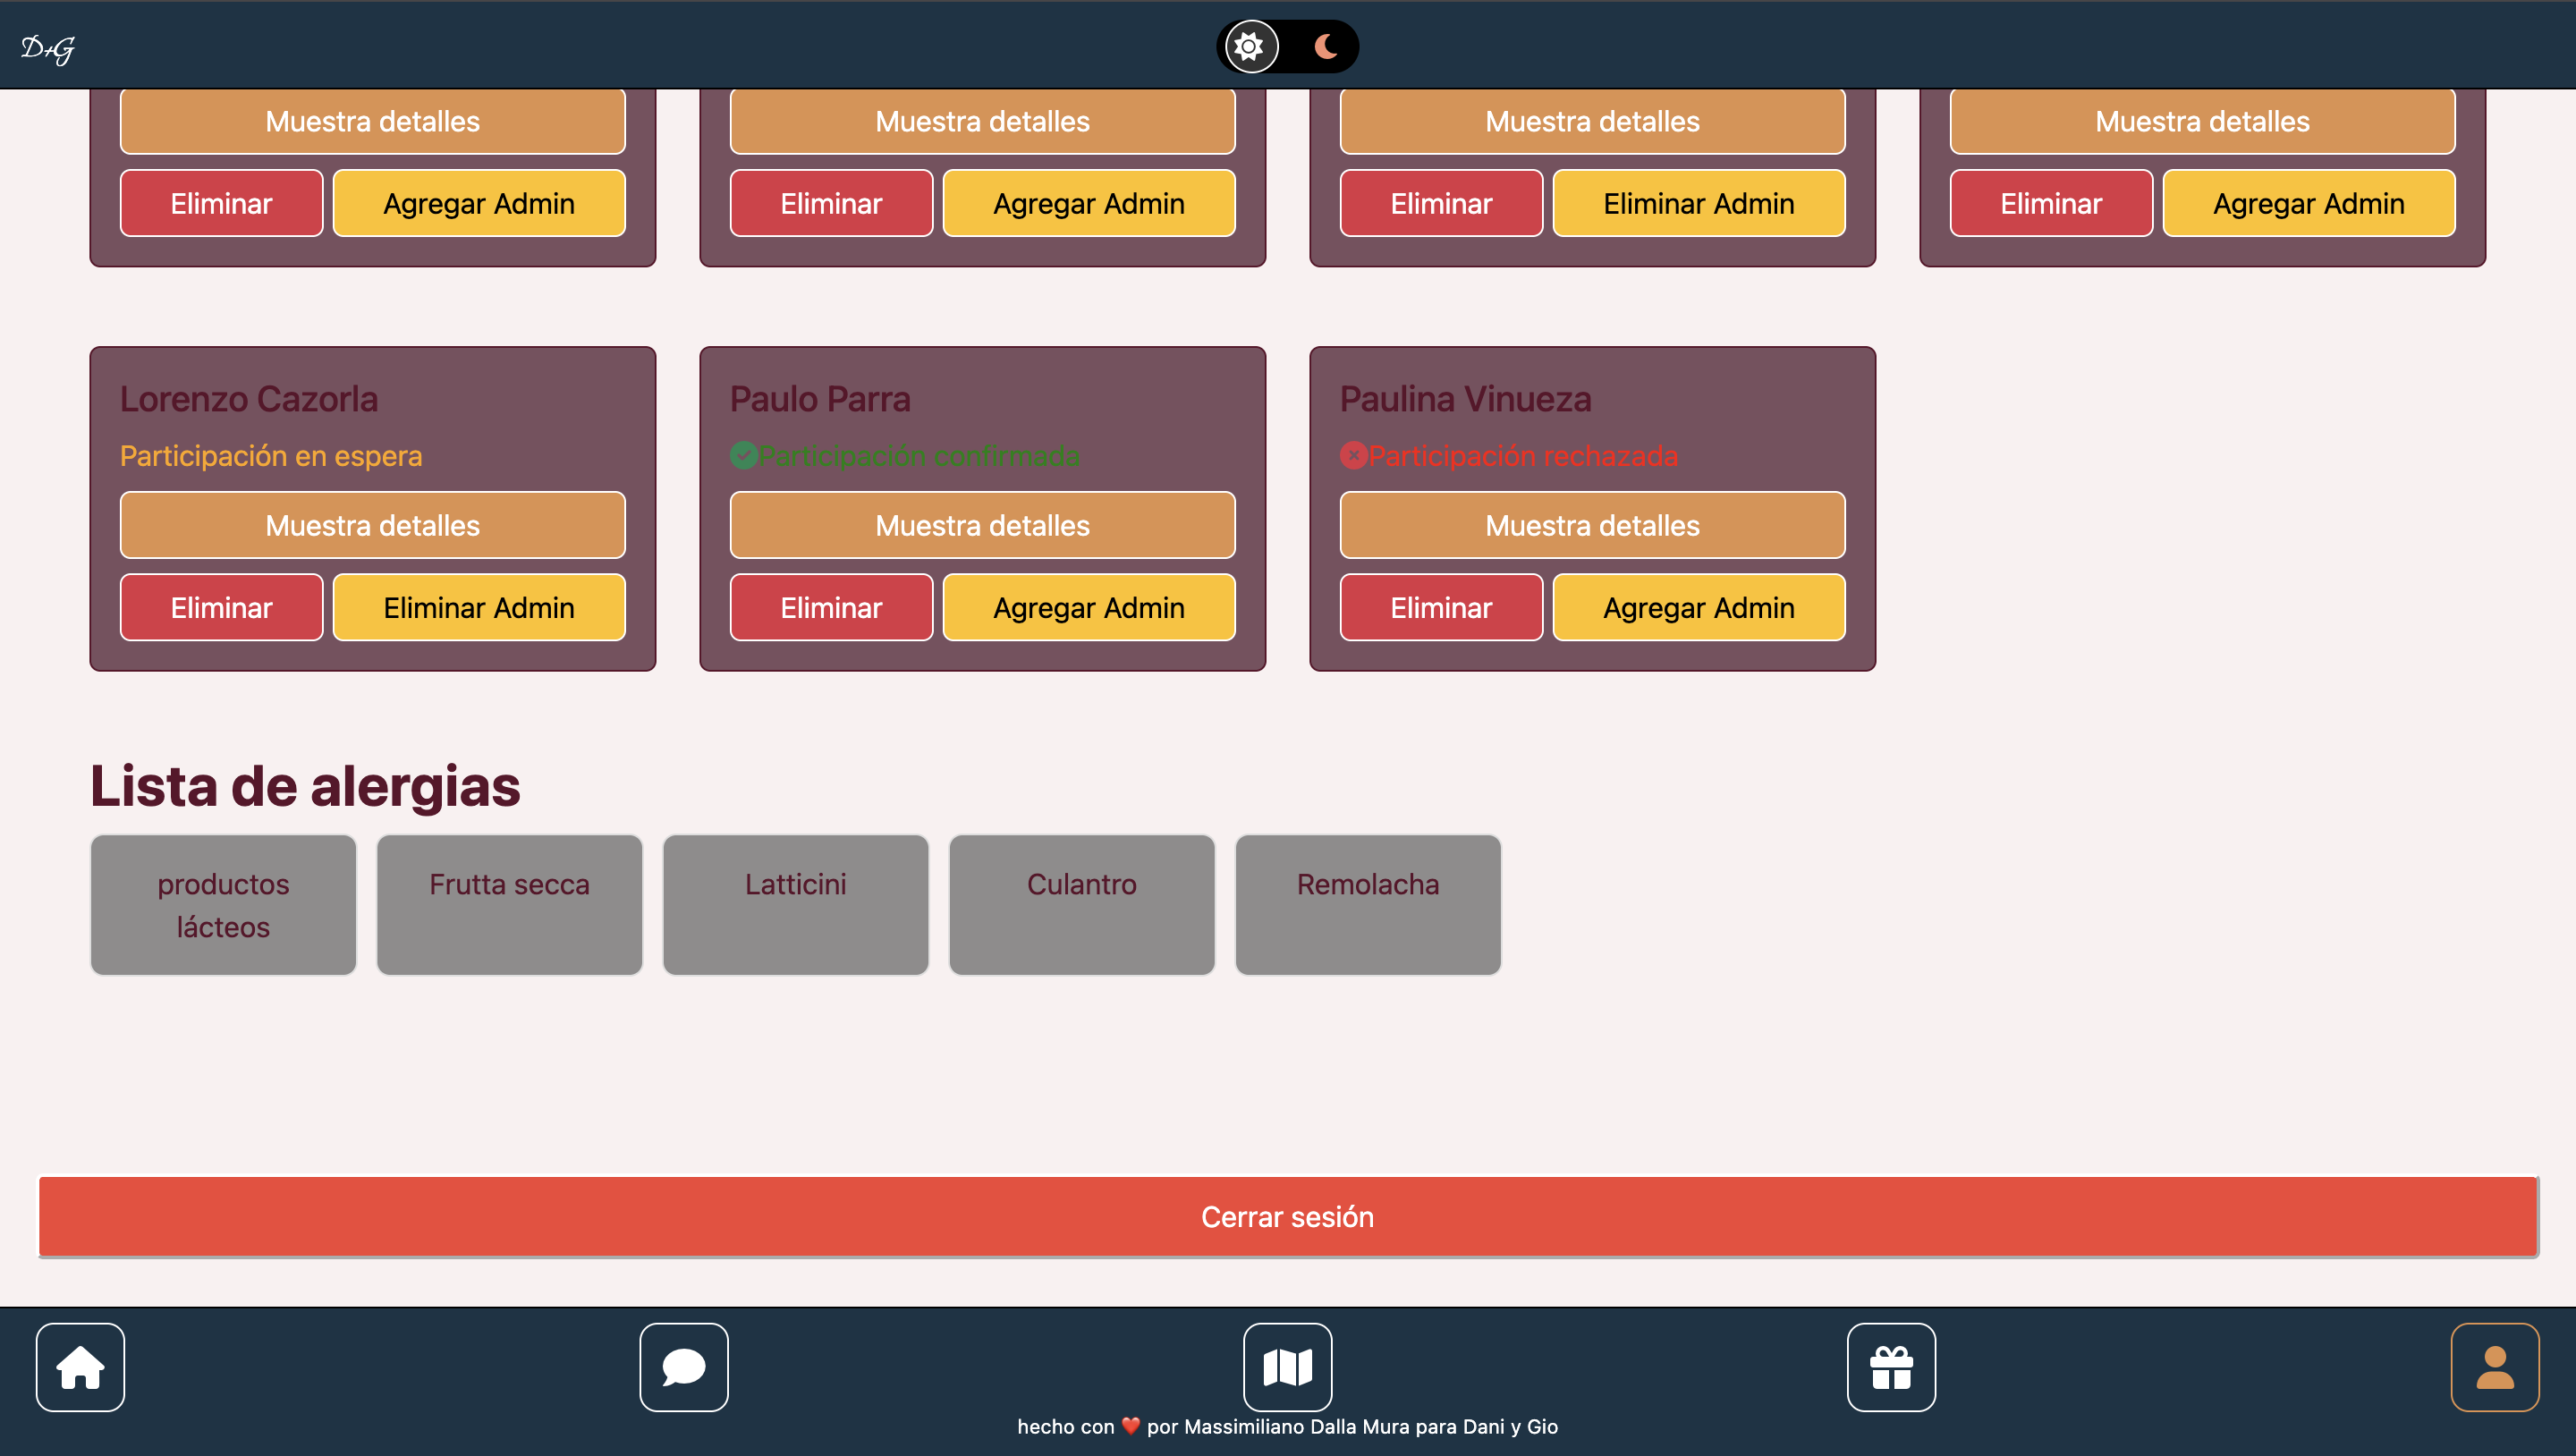 D+G
Muestra detalles
Muestra detalles
Muestra detalles
Muestra detalles
Eliminar
Agregar Admin
Eliminar
Agregar Admin
Eliminar
Eliminar Admin
Eliminar
Agregar Admin
Lorenzo Cazorla
Participación en espera
Muestra detalles
Eliminar
Eliminar Admin
Paulo Parra
Participación confirmada
Muestra detalles
Eliminar
Agregar Admin
Paulina Vinueza
Participación rechazada
Muestra detalles
Eliminar
Agregar Admin
Lista de alergias
productos
lácteos
Frutta secca
Latticini
Culantro
Remolacha
Cerrar sesión
hecho con ❤️ por Massimiliano Dalla Mura para Dani y Gio